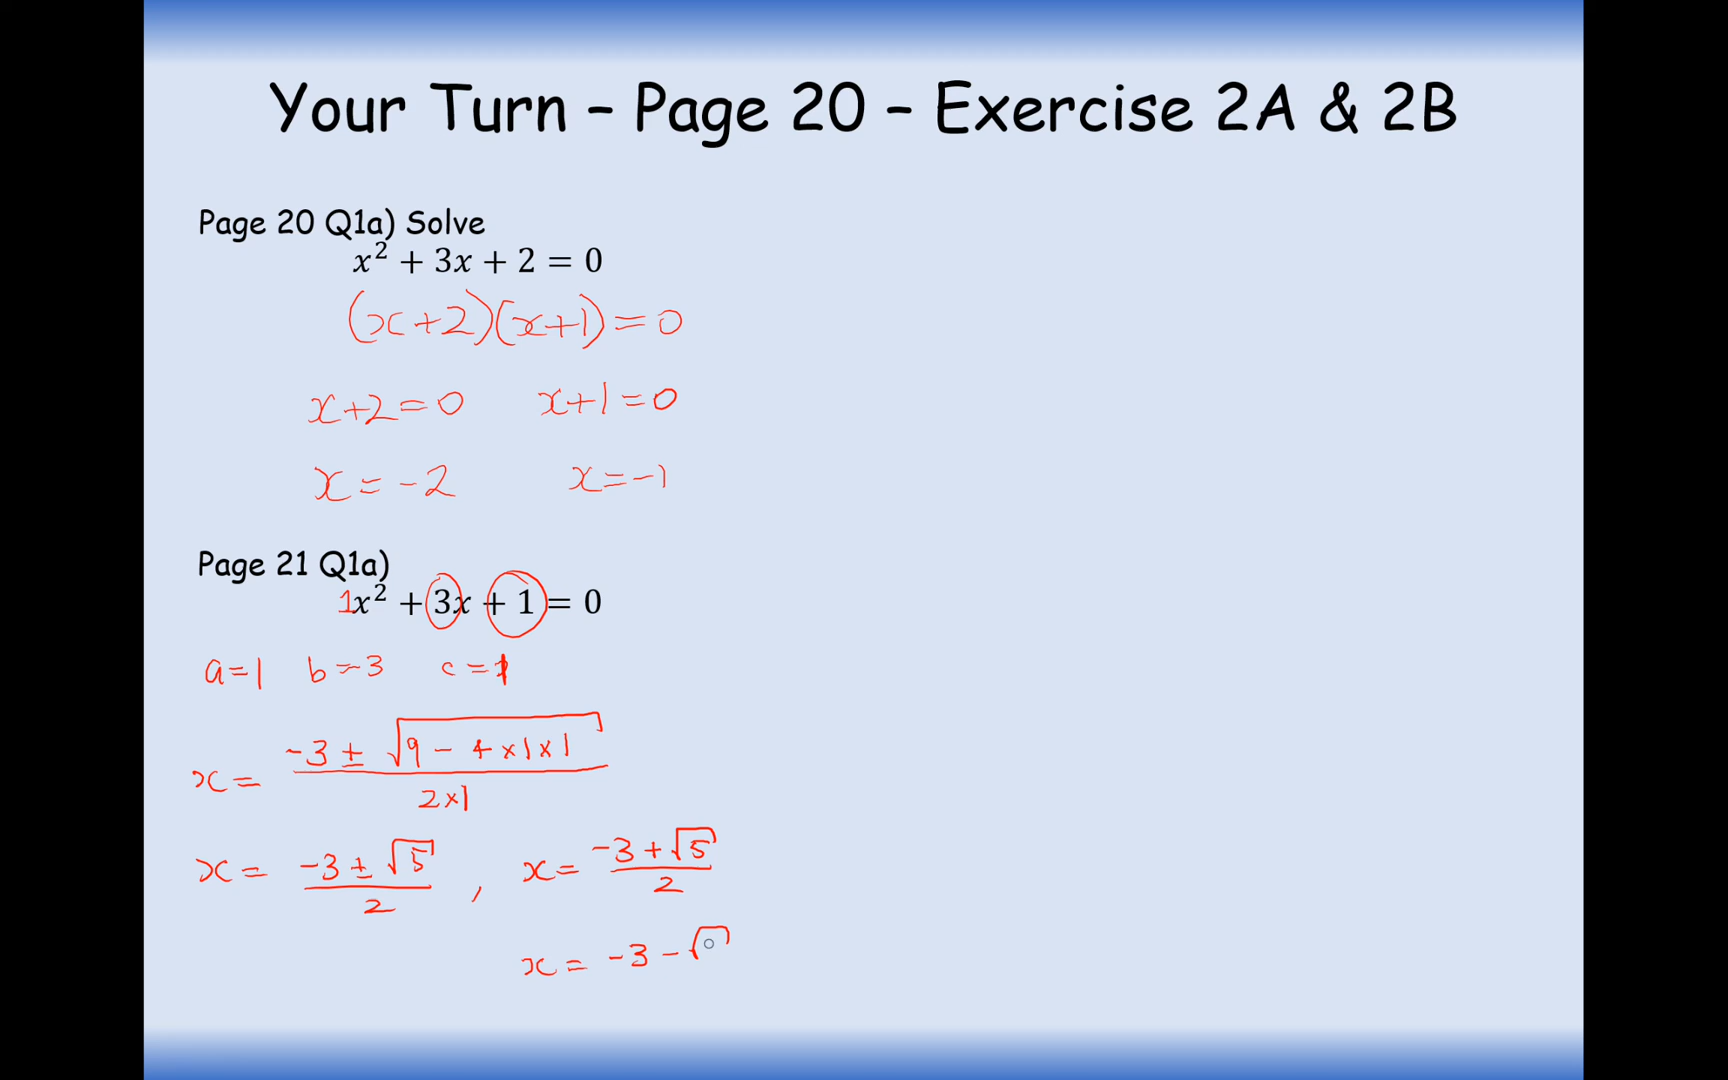 Your Turn – Page 20 – Exercise 2A & 2B
Page 20 Q1a) Solve
x² + 3x + 2 = 0
(x+2)(x+1)=0
x+2=0 x+1=0
x=-2 x=-1
Page 21 Q1a)
1x² + 3x + 1 = 0
a=1 b=3 c=1
x= (-3 ± √(9 - 4×1×1))/(2×1)
x= (-3 ± √5)/2 , x= (-3 + √5)/2
x= -3 - √